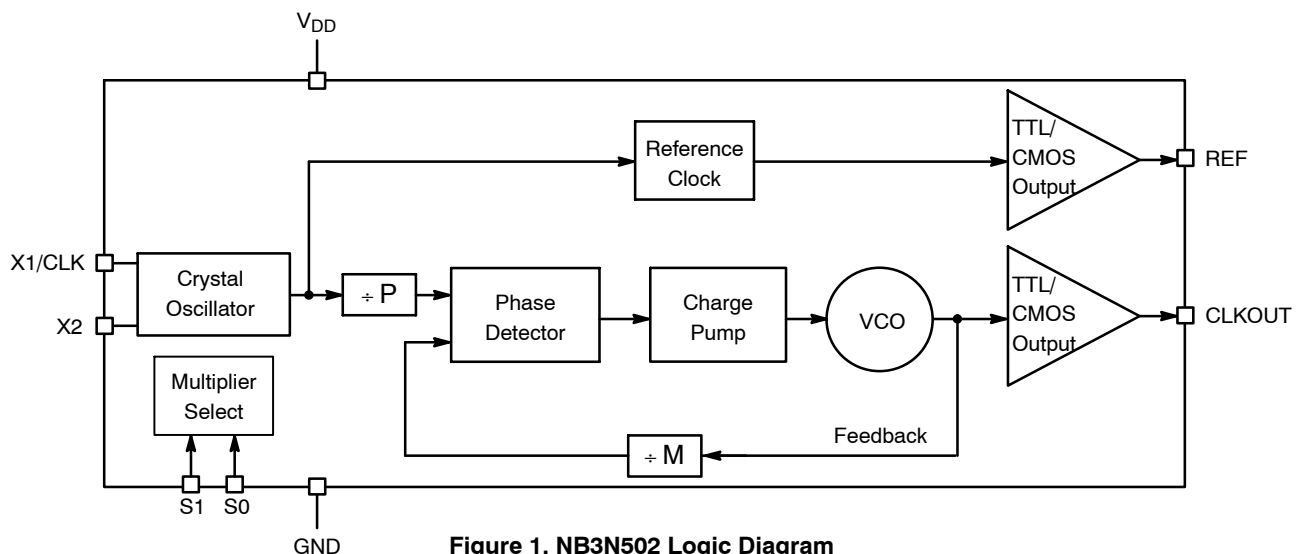 VDD
Reference
Clock
TTL/
CMOS
Output
REF
X1/CLK
X2
Crystal
Oscillator
÷ P
Phase
Detector
Charge
Pump
VCO
TTL/
CMOS
Output
CLKOUT
Multiplier
Select
Feedback
÷ M
S1 S0
GND
Figure 1. NB3N502 Logic Diagram